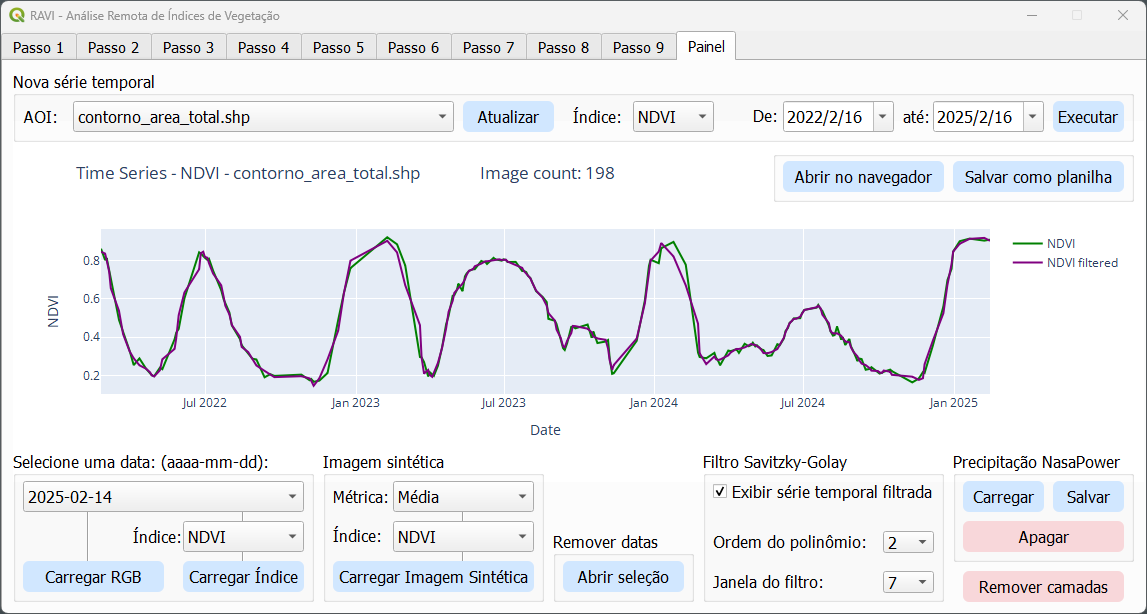 RAVI - Análise Remota de Índices de Vegetação
Passo 1 Passo 2 Passo 3 Passo 4 Passo 5 Passo 6 Passo 7 Passo 8 Passo 9 Painel
Nova série temporal
AOI: contorno_area_total.shp Atualizar Índice: NDVI De: 2022/2/16 até: 2025/2/16 Executar
Time Series - NDVI - contorno_area_total.shp Image count: 198
Abrir no navegador Salvar como planilha
NDVI
0.8
0.6
0.4
0.2
Jul 2022 Jan 2023 Jul 2023 Jan 2024 Jul 2024 Jan 2025
Date
NDVI
NDVI filtered
Selecione uma data: (aaaa-mm-dd):
2025-02-14
Índice: NDVI
Carregar RGB Carregar Índice
Imagem sintética
Métrica: Média
Índice: NDVI
Carregar Imagem Sintética
Remover datas
Abrir seleção
Filtro Savitzky-Golay
Exibir série temporal filtrada
Ordem do polinômio: 2
Janela do filtro: 7
Precipitação NasaPower
Carregar Salvar
Apagar
Remover camadas